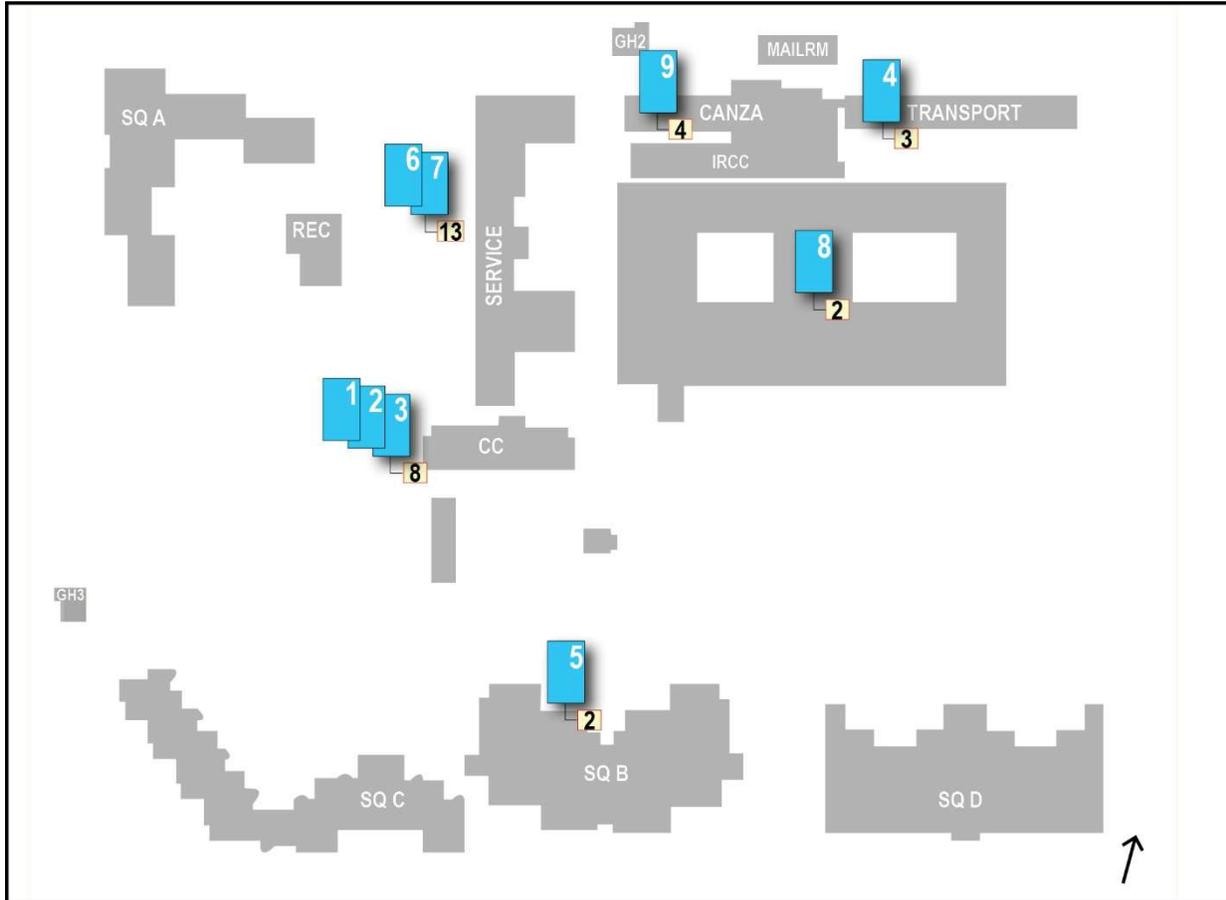 GH2
MAILRM
9
4
SQ A
CANZA
TRANSPORT
4
3
6
7
IRCC
13
REC
SERVICE
8
2
1
2
3
CC
8
GH3
5
2
SQ B
SQ C
SQ D